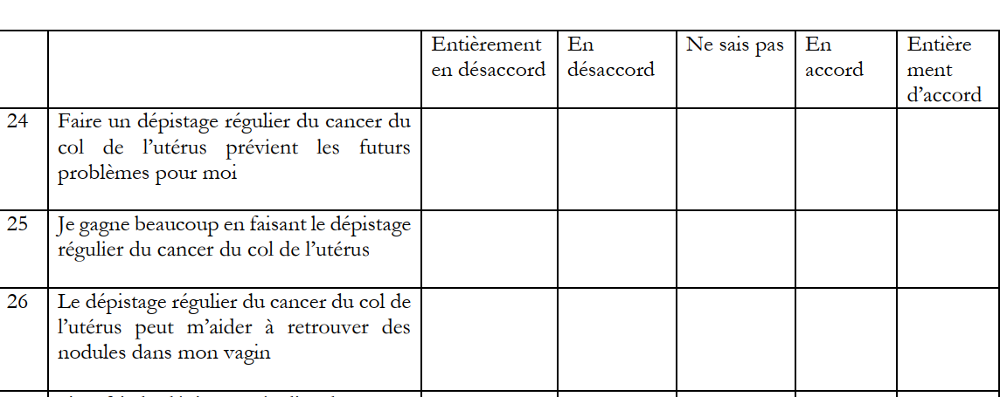 Entièrement en désaccord
En désaccord
Ne sais pas
En accord
Entière ment d’accord
24
Faire un dépistage régulier du cancer du
col de l’utérus prévient les futurs
problèmes pour moi
25
Je gagne beaucoup en faisant le dépistage
régulier du cancer du col de l’utérus
26
Le dépistage régulier du cancer du col de
l’utérus peut m’aider à retrouver des
nodules dans mon vagin